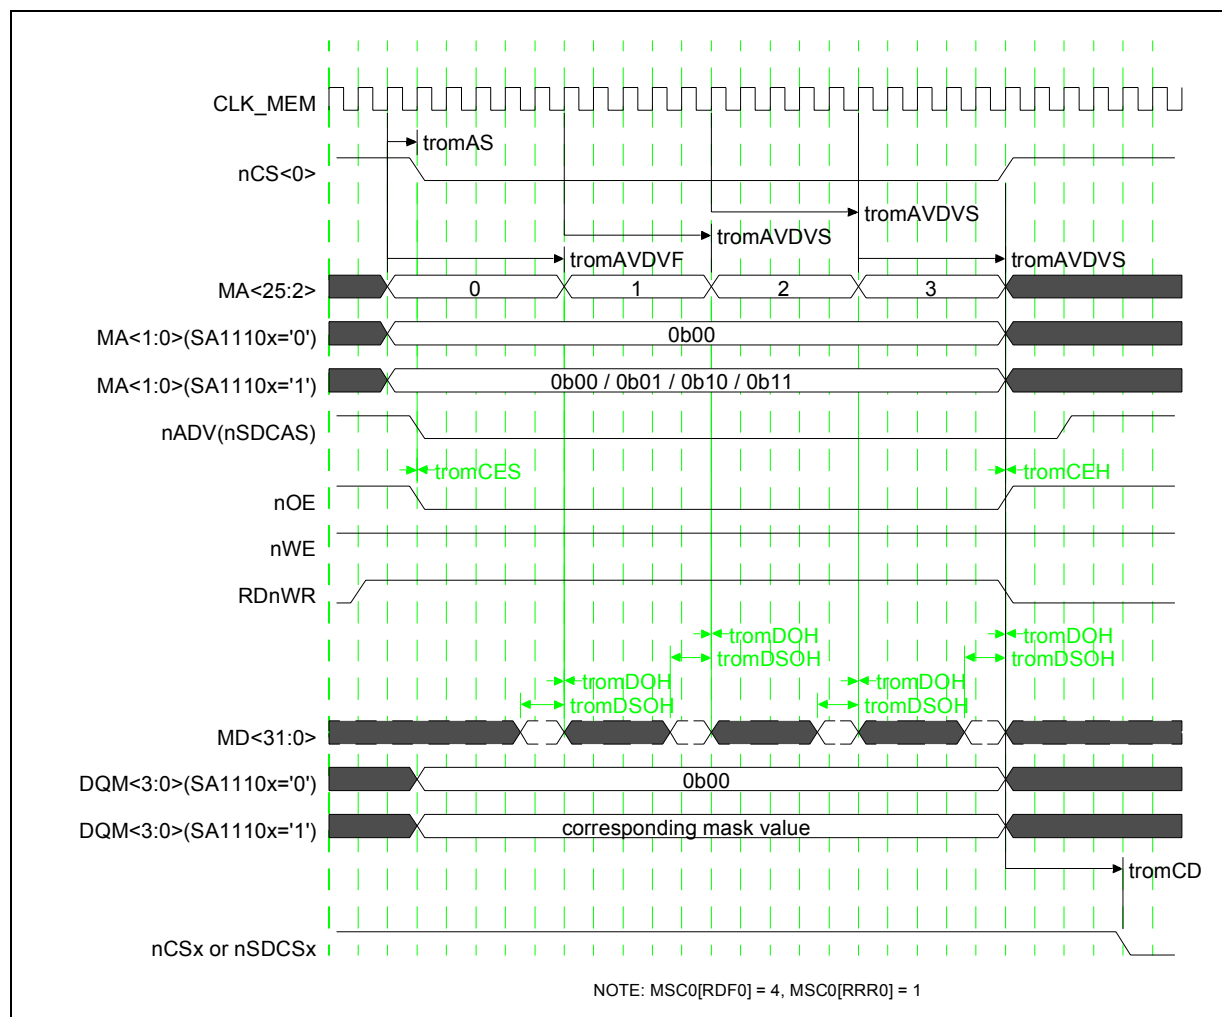 CLK_MEM
tromAS
nCS<0>
tromAVDVS
tromAVDVS
tromAVDVF
tromAVDVS
MA<25:2>
0
1
2
3
MA<1:0>(SA1110x='0')
0b00
MA<1:0>(SA1110x='1')
0b00 / 0b01 / 0b10 / 0b11
nADV(nSDCAS)
tromCES
tromCEH
nOE
nWE
RDnWR
tromDOH
tromDOH
tromDSOH
tromDSOH
tromDOH
tromDOH
tromDSOH
tromDSOH
MD<31:0>
DQM<3:0>(SA1110x='0')
0b00
DQM<3:0>(SA1110x='1')
corresponding mask value
tromCD
nCSx or nSDCSx
NOTE: MSC0[RDF0] = 4, MSC0[RRR0] = 1